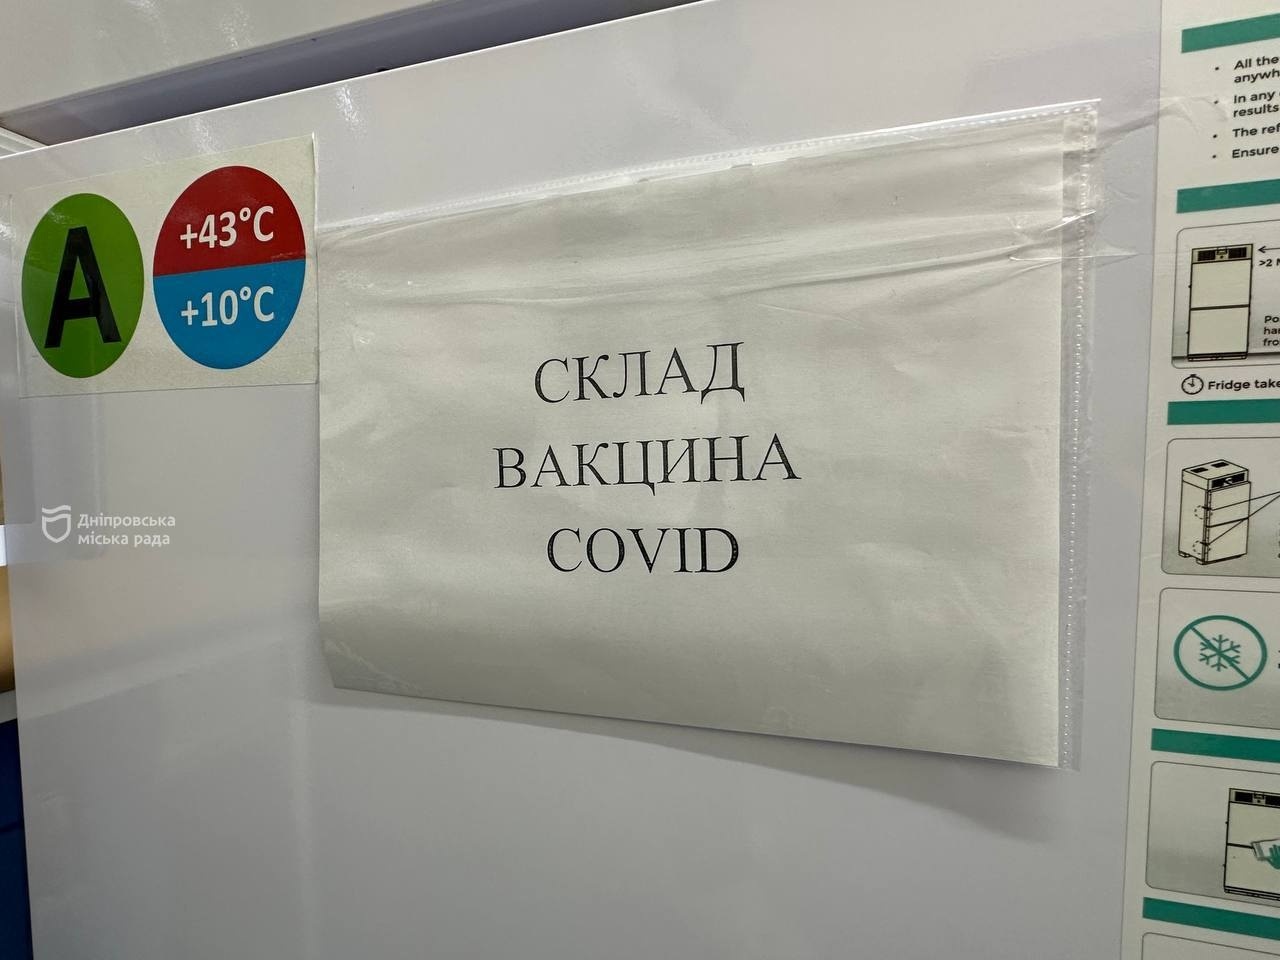 A
+43°C
+10°C
СКЛАД
ВАКЦИНА
COVID
Дніпровська
міська рада
All the
In any
results
The ref
Ensure
>2
Fridge take